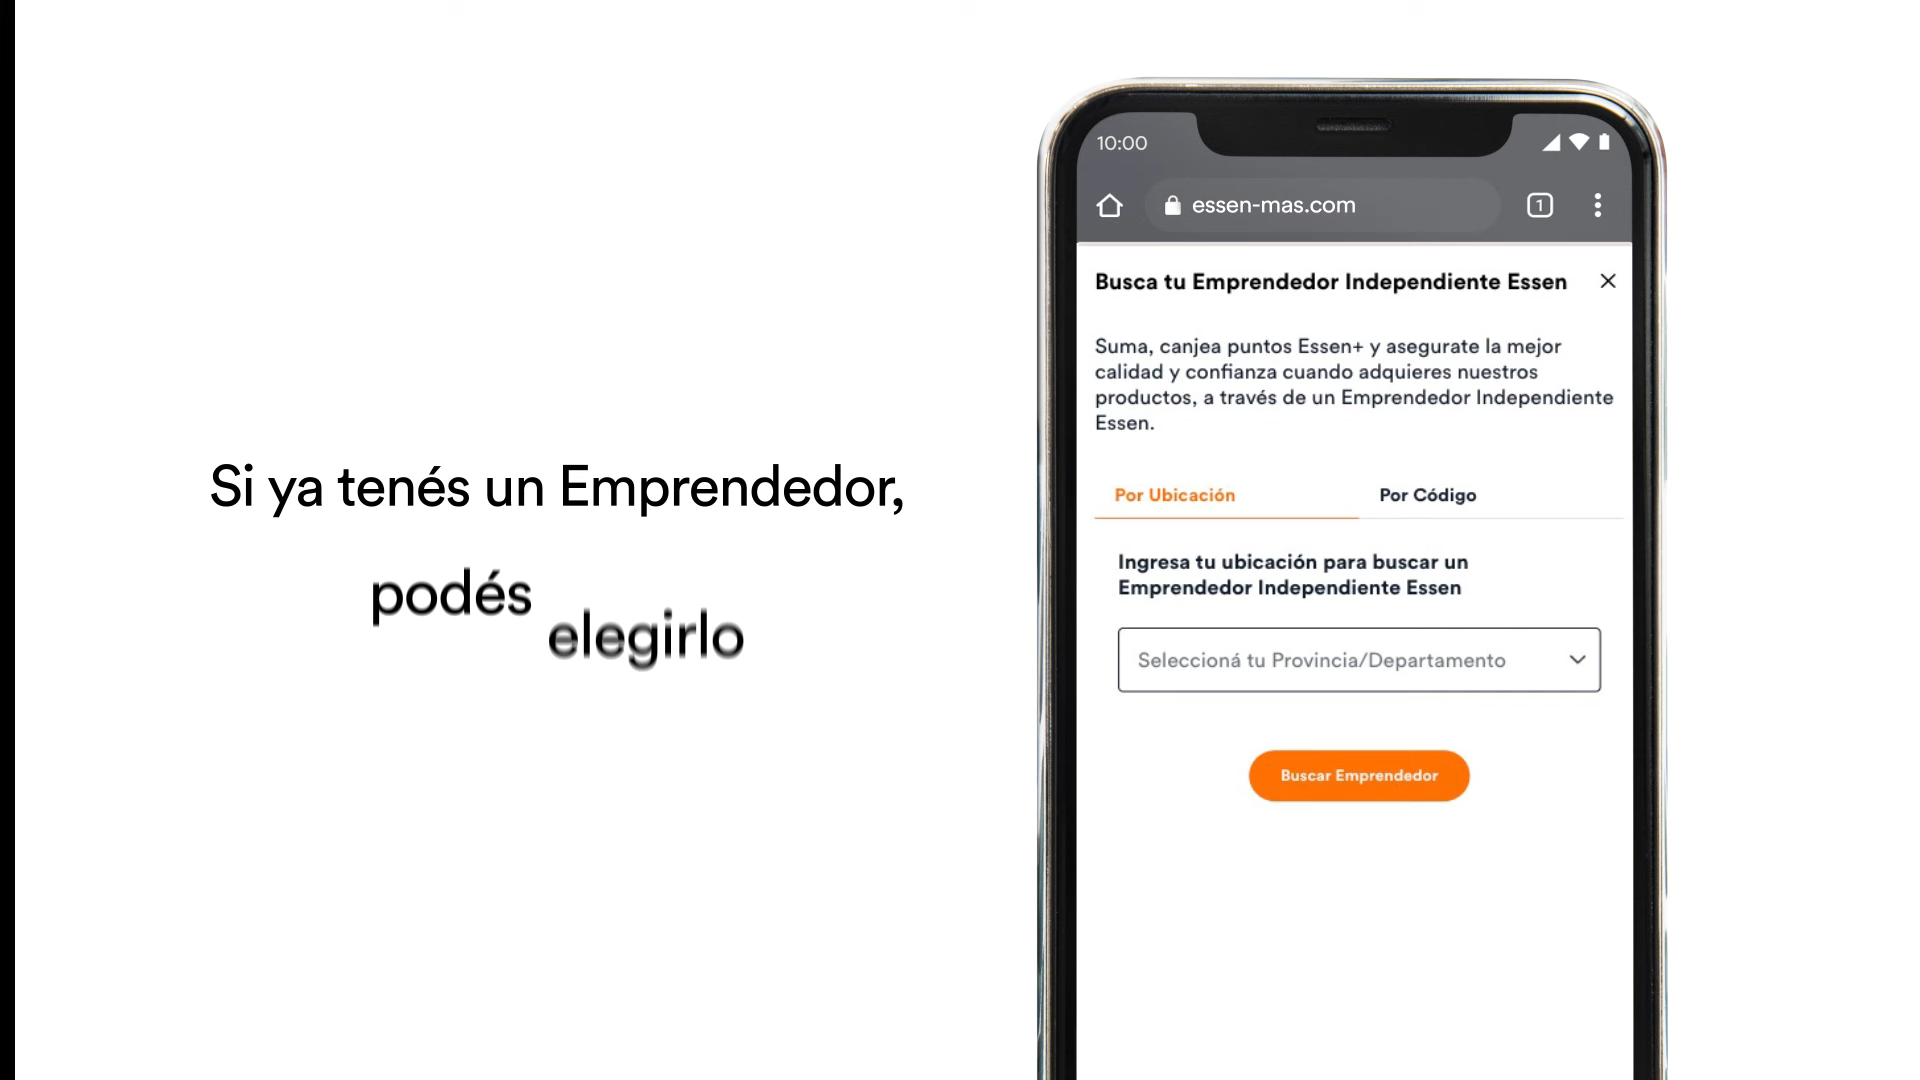 Si ya tenés un Emprendedor,
podés elegirlo
10:00
essen-mas.com
1
Busca tu Emprendedor Independiente Essen
Suma, canjea puntos Essen+ y asegurate la mejor
calidad y confianza cuando adquieres nuestros
productos, a través de un Emprendedor Independiente
Essen.
Por Ubicación
Por Código
Ingresa tu ubicación para buscar un
Emprendedor Independiente Essen
Seleccioná tu Provincia/Departamento
Buscar Emprendedor